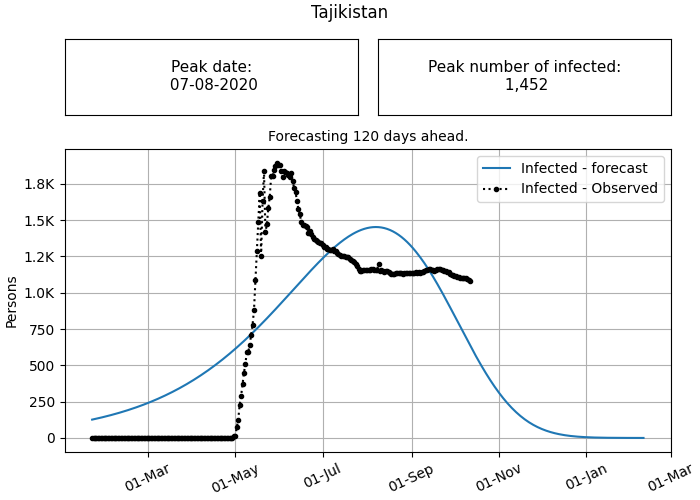 Tajikistan
Peak date:
07-08-2020
Peak number of infected:
1,452
Forecasting 120 days ahead.
Infected - forecast
Infected - Observed
1.8K
1.5K
1.2K
1.0K
750
500
250
0
Persons
01-Mar
01-May
01-Jul
01-Sep
01-Nov
01-Jan
01-Mar